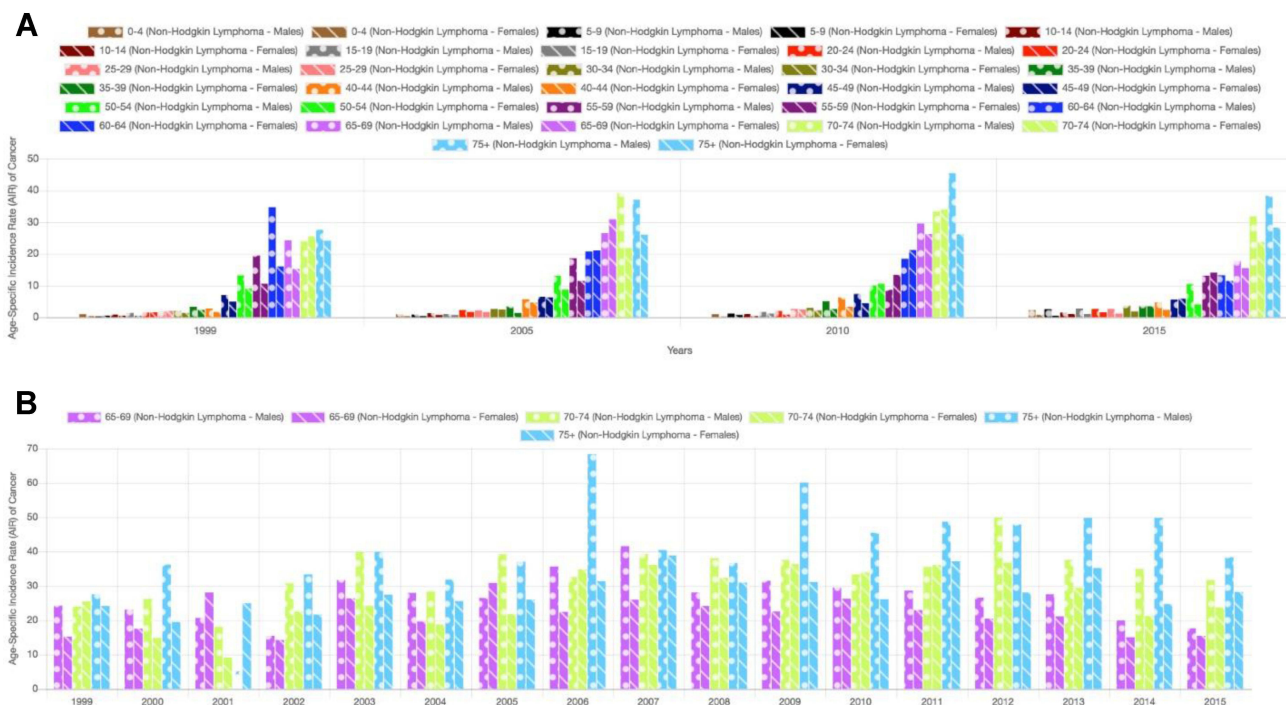 A
0-4 (Non-Hodgkin Lymphoma - Males) 0-4 (Non-Hodgkin Lymphoma - Females) 5-9 (Non-Hodgkin Lymphoma - Males) 5-9 (Non-Hodgkin Lymphoma - Females) 10-14 (Non-Hodgkin Lymphoma - Males)
10-14 (Non-Hodgkin Lymphoma - Females) 15-19 (Non-Hodgkin Lymphoma - Males) 15-19 (Non-Hodgkin Lymphoma - Females) 20-24 (Non-Hodgkin Lymphoma - Males) 20-24 (Non-Hodgkin Lymphoma - Females)
25-29 (Non-Hodgkin Lymphoma - Males) 25-29 (Non-Hodgkin Lymphoma - Females) 30-34 (Non-Hodgkin Lymphoma - Males) 30-34 (Non-Hodgkin Lymphoma - Females) 35-39 (Non-Hodgkin Lymphoma - Males)
35-39 (Non-Hodgkin Lymphoma - Females) 40-44 (Non-Hodgkin Lymphoma - Males) 40-44 (Non-Hodgkin Lymphoma - Females) 45-49 (Non-Hodgkin Lymphoma - Males) 45-49 (Non-Hodgkin Lymphoma - Females)
50-54 (Non-Hodgkin Lymphoma - Males) 50-54 (Non-Hodgkin Lymphoma - Females) 55-59 (Non-Hodgkin Lymphoma - Males) 55-59 (Non-Hodgkin Lymphoma - Females) 60-64 (Non-Hodgkin Lymphoma - Males)
60-64 (Non-Hodgkin Lymphoma - Females) 65-69 (Non-Hodgkin Lymphoma - Males) 65-69 (Non-Hodgkin Lymphoma - Females) 70-74 (Non-Hodgkin Lymphoma - Males) 70-74 (Non-Hodgkin Lymphoma - Females)
75+ (Non-Hodgkin Lymphoma - Males) 75+ (Non-Hodgkin Lymphoma - Females)
Age-Specific Incidence Rate (AIR) of Cancer
50
40
30
20
10
0
1999 2005 2010 2015
Years
B
65-69 (Non-Hodgkin Lymphoma - Males) 65-69 (Non-Hodgkin Lymphoma - Females) 70-74 (Non-Hodgkin Lymphoma - Males) 70-74 (Non-Hodgkin Lymphoma - Females) 75+ (Non-Hodgkin Lymphoma - Males)
75+ (Non-Hodgkin Lymphoma - Females)
Age-Specific Incidence Rate (AIR) of Cancer
70
60
50
40
30
20
10
0
1999 2000 2001 2002 2003 2004 2005 2006 2007 2008 2009 2010 2011 2012 2013 2014 2015